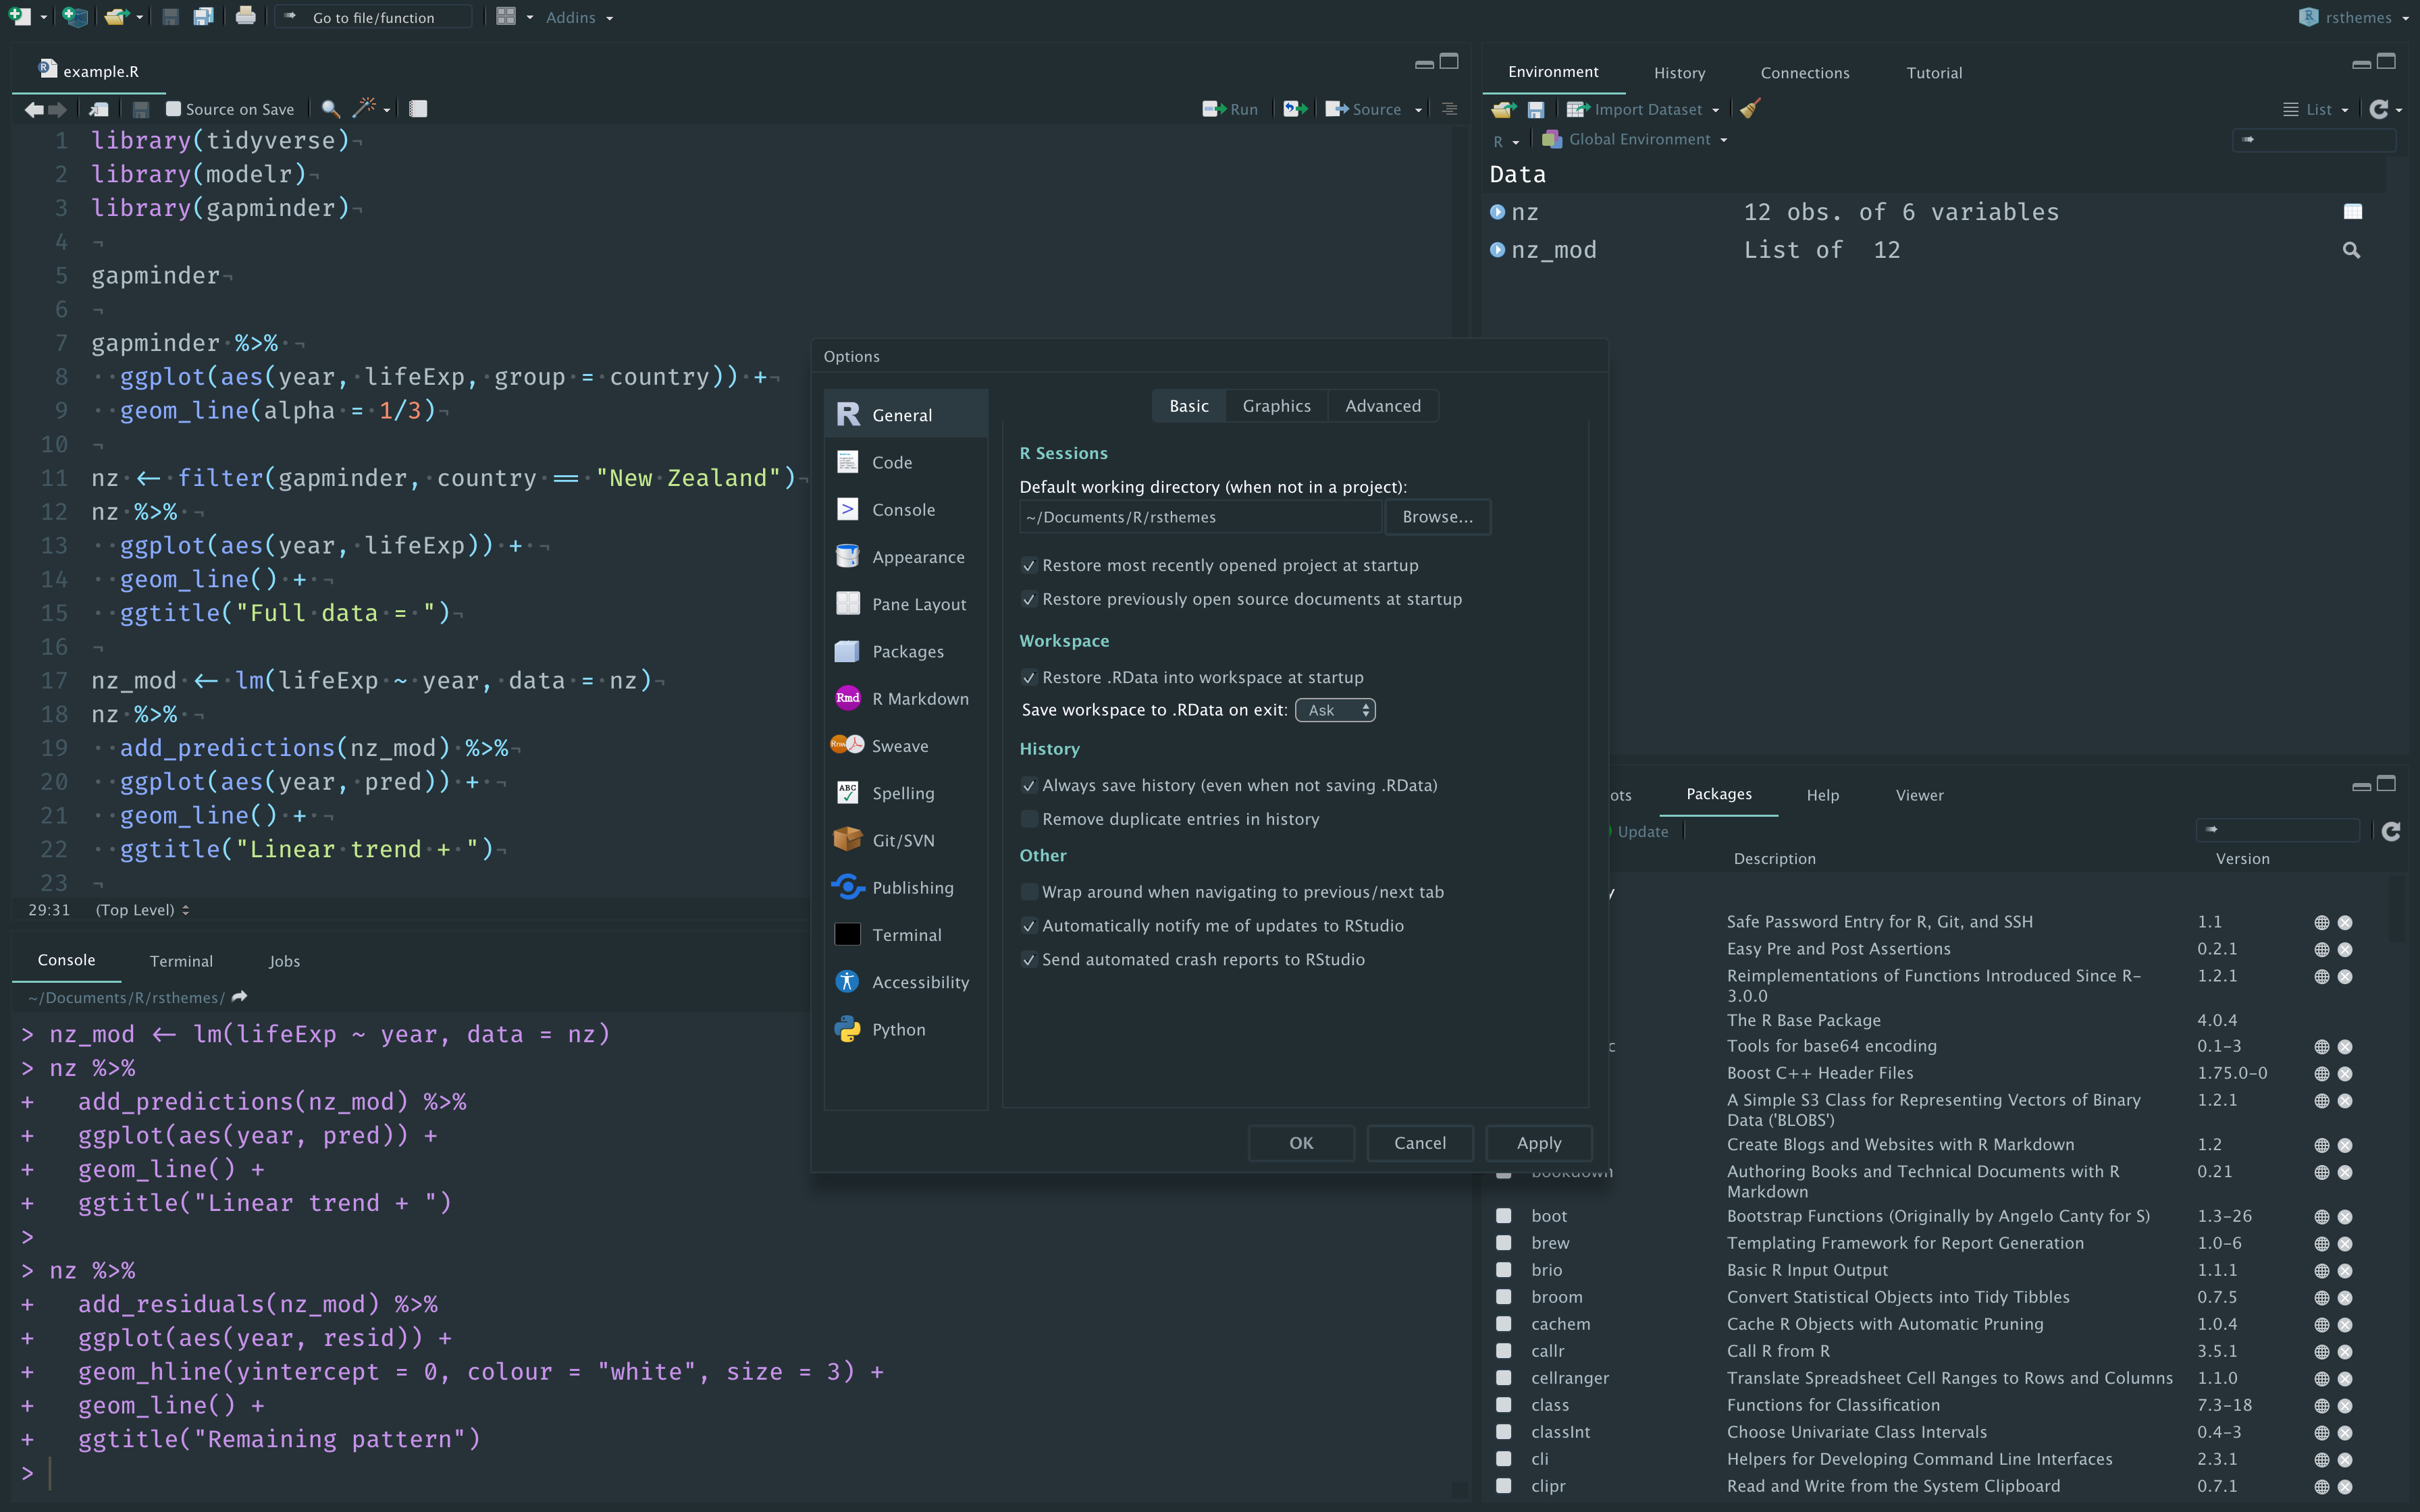 Go to file/function
Addins
rsthemes
example.R
Source on Save
Run
Source
1 library(tidyverse)¬
2 library(modelr)¬
3 library(gapminder)¬
4 ¬
5 gapminder¬
6 ¬
7 gapminder·%>%·¬
8 ··ggplot(aes(year,·lifeExp,·group·=·country))·+¬
9 ··geom_line(alpha·=·1/3)¬
10 ¬
11 nz·<-·filter(gapminder,·country·==·"New·Zealand")¬
12 nz·%>%·¬
13 ··ggplot(aes(year,·lifeExp))·+·¬
14 ··geom_line()·+·¬
15 ··ggtitle("Full·data·=·")¬
16 ¬
17 nz_mod·<-·lm(lifeExp·~·year,·data·=·nz)¬
18 nz·%>%·¬
19 ··add_predictions(nz_mod)·%>%¬
20 ··ggplot(aes(year,·pred))·+·¬
21 ··geom_line()·+·¬
22 ··ggtitle("Linear·trend·+·")¬
23 ¬
29:31 (Top Level)
Console Terminal Jobs
~/Documents/R/rsthemes/
> nz_mod <- lm(lifeExp ~ year, data = nz)
> nz %>%
+   add_predictions(nz_mod) %>%
+   ggplot(aes(year, pred)) +
+   geom_line() +
+   ggtitle("Linear trend + ")
>
> nz %>%
+   add_residuals(nz_mod) %>%
+   ggplot(aes(year, resid)) +
+   geom_hline(yintercept = 0, colour = "white", size = 3) +
+   geom_line() +
+   ggtitle("Remaining pattern")
>
Options
General
Code
Console
Appearance
Pane Layout
Packages
Rmd R Markdown
Rnw Sweave
ABC Spelling
Git/SVN
Publishing
Terminal
Accessibility
Python
Basic Graphics Advanced
R Sessions
Default working directory (when not in a project):
~/Documents/R/rsthemes Browse...
Restore most recently opened project at startup
Restore previously open source documents at startup
Workspace
Restore .RData into workspace at startup
Save workspace to .RData on exit: Ask
History
Always save history (even when not saving .RData)
Remove duplicate entries in history
Other
Wrap around when navigating to previous/next tab
Automatically notify me of updates to RStudio
Send automated crash reports to RStudio
OK Cancel Apply
Environment History Connections Tutorial
Import Dataset List
R Global Environment
Data
nz 12 obs. of 6 variables
nz_mod List of 12
ots Packages Help Viewer
Update
Description Version
y
Safe Password Entry for R, Git, and SSH 1.1
Easy Pre and Post Assertions 0.2.1
Reimplementations of Functions Introduced Since R- 1.2.1
3.0.0
The R Base Package 4.0.4
c Tools for base64 encoding 0.1-3
Boost C++ Header Files 1.75.0-0
A Simple S3 Class for Representing Vectors of Binary 1.2.1
Data ('BLOBS')
Create Blogs and Websites with R Markdown 1.2
bookdown Authoring Books and Technical Documents with R 0.21
Markdown
boot Bootstrap Functions (Originally by Angelo Canty for S) 1.3-26
brew Templating Framework for Report Generation 1.0-6
brio Basic R Input Output 1.1.1
broom Convert Statistical Objects into Tidy Tibbles 0.7.5
cachem Cache R Objects with Automatic Pruning 1.0.4
callr Call R from R 3.5.1
cellranger Translate Spreadsheet Cell Ranges to Rows and Columns 1.1.0
class Functions for Classification 7.3-18
classInt Choose Univariate Class Intervals 0.4-3
cli Helpers for Developing Command Line Interfaces 2.3.1
clipr Read and Write from the System Clipboard 0.7.1